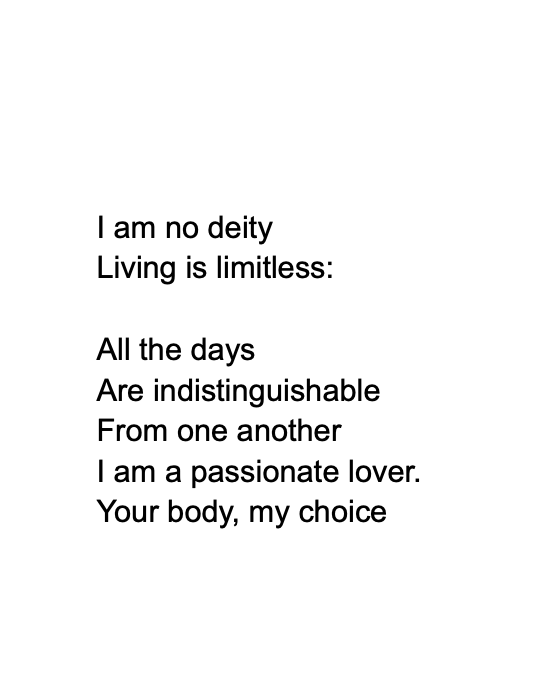 I am no deity
Living is limitless:
All the days
Are indistinguishable
From one another
I am a passionate lover.
Your body, my choice